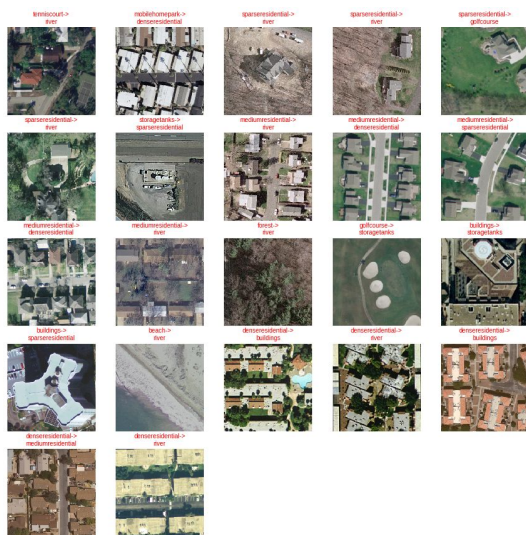 tenniscourt->
river
mobilehomepark->
denseresidential
sparseresidential->
river
sparseresidential->
river
sparseresidential->
golfcourse
sparseresidential->
river
storagetanks->
sparseresidential
mediumresidential->
river
mediumresidential->
denseresidential
mediumresidential->
sparseresidential
mediumresidential->
denseresidential
mediumresidential->
river
forest->
river
golfcourse->
storagetanks
buildings->
storagetanks
buildings->
sparseresidential
beach->
river
denseresidential->
buildings
denseresidential->
river
denseresidential->
buildings
denseresidential->
mediumresidential
denseresidential->
river